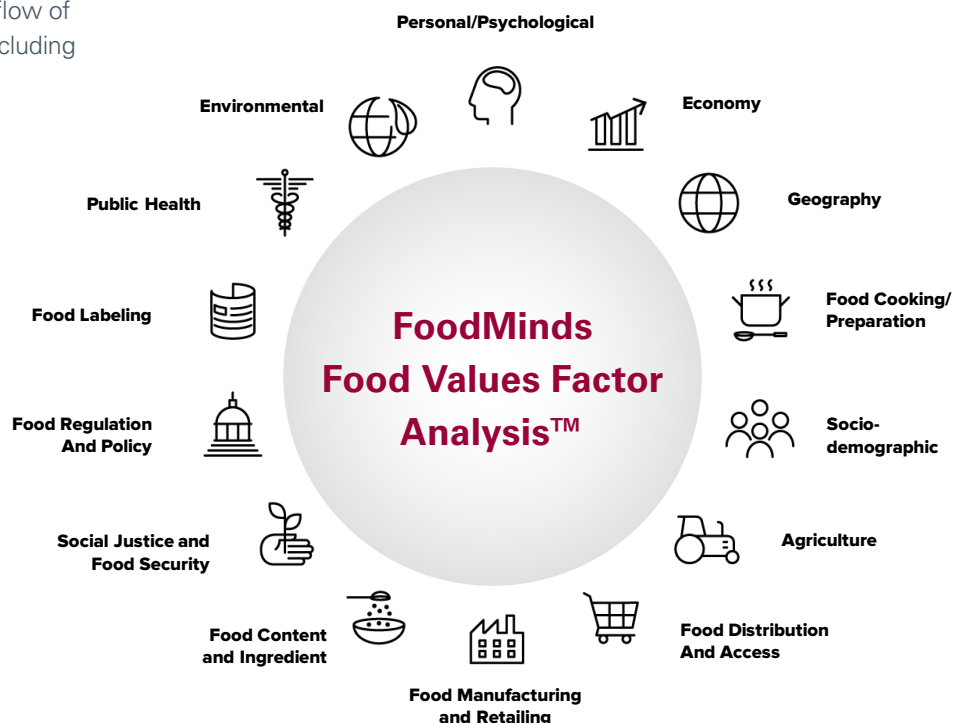 flow of
cluding
Personal/Psychological
Environmental
Economy
Public Health
Geography
Food Labeling
Food Cooking/
Preparation
FoodMinds
Food Values Factor
Analysis™
Food Regulation
And Policy
Socio-
demographic
Social Justice and
Food Security
Agriculture
Food Content
and Ingredient
Food Distribution
And Access
Food Manufacturing
and Retailing